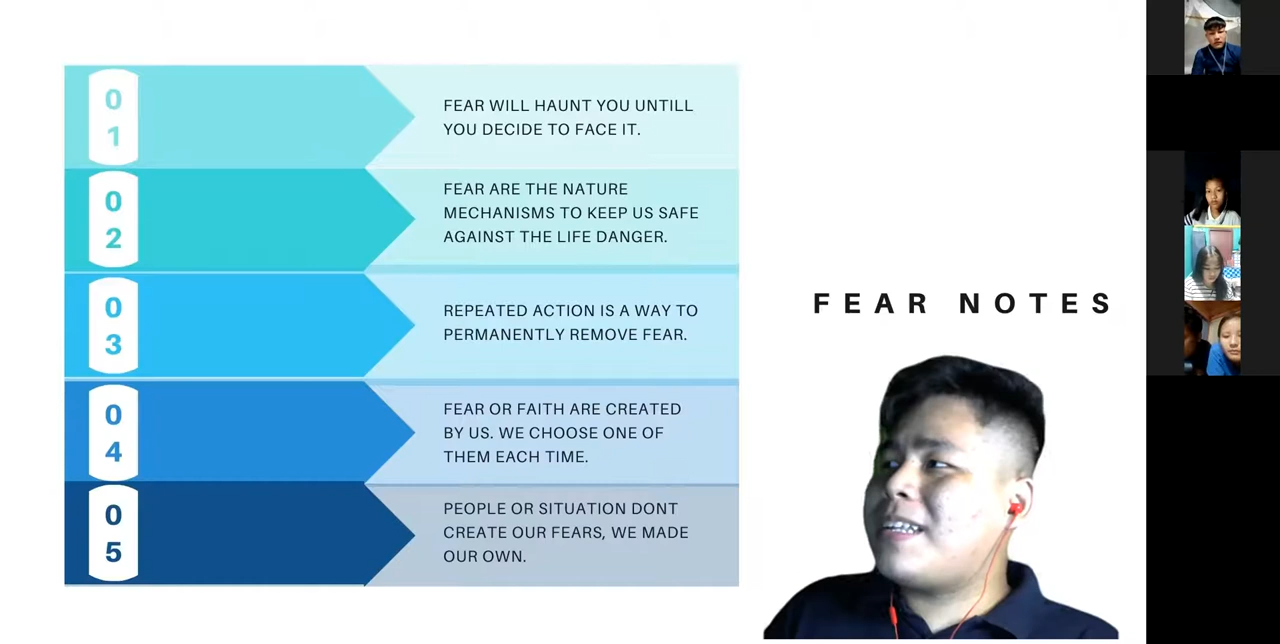 0
1
FEAR WILL HAUNT YOU UNTILL
YOU DECIDE TO FACE IT.
0
2
FEAR ARE THE NATURE
MECHANISMS TO KEEP US SAFE
AGAINST THE LIFE DANGER.
0
3
REPEATED ACTION IS A WAY TO
PERMANENTLY REMOVE FEAR.
0
4
FEAR OR FAITH ARE CREATED
BY US. WE CHOOSE ONE OF
THEM EACH TIME.
0
5
PEOPLE OR SITUATION DONT
CREATE OUR FEARS, WE MADE
OUR OWN.
FEAR NOTES